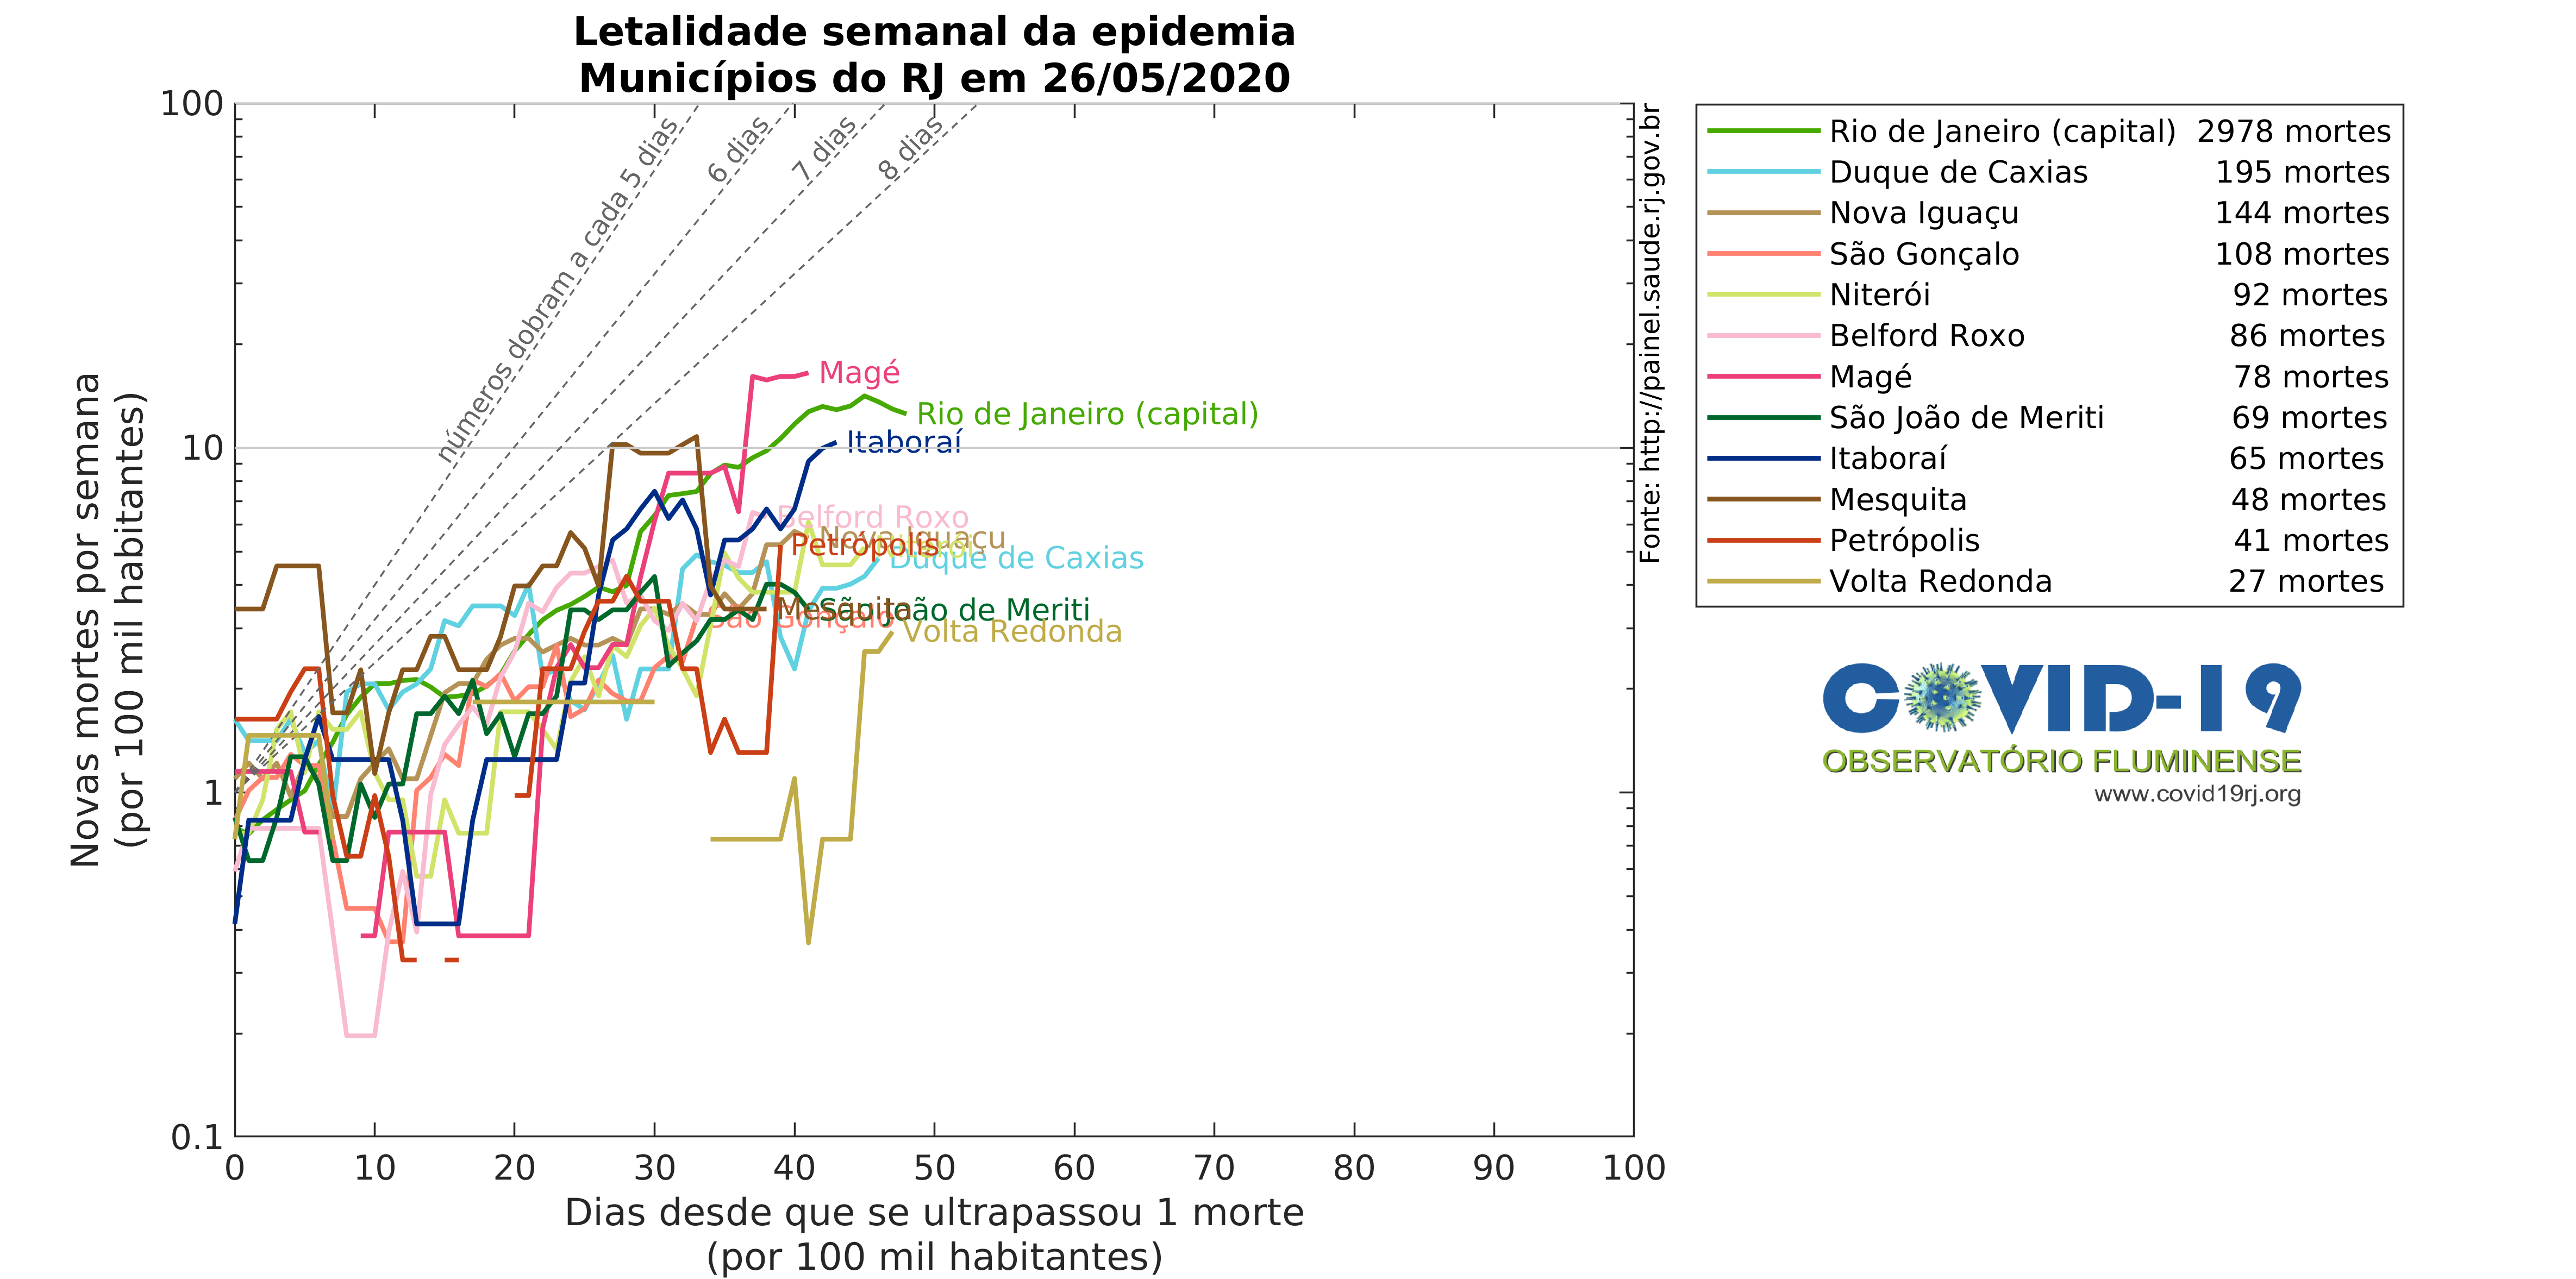 Letalidade semanal da epidemia
Municípios do RJ em 26/05/2020
Novas mortes por semana
(por 100 mil habitantes)
100
10
1
0.1
números dobram a cada 5 dias
6 dias
7 dias
8 dias
Magé
Rio de Janeiro (capital)
Itaboraí
Belford Roxo
Nova Iguaçu
Niterói
Petrópolis
Duque de Caxias
Mesquita
São João de Meriti
São Gonçalo
Volta Redonda
0 10 20 30 40 50 60 70 80 90 100
Dias desde que se ultrapassou 1 morte
(por 100 mil habitantes)
Fonte: http://painel.saude.rj.gov.br
Rio de Janeiro (capital) 2978 mortes
Duque de Caxias 195 mortes
Nova Iguaçu 144 mortes
São Gonçalo 108 mortes
Niterói 92 mortes
Belford Roxo 86 mortes
Magé 78 mortes
São João de Meriti 69 mortes
Itaboraí 65 mortes
Mesquita 48 mortes
Petrópolis 41 mortes
Volta Redonda 27 mortes
COVID-19
OBSERVATÓRIO FLUMINENSE
www.covid19rj.org